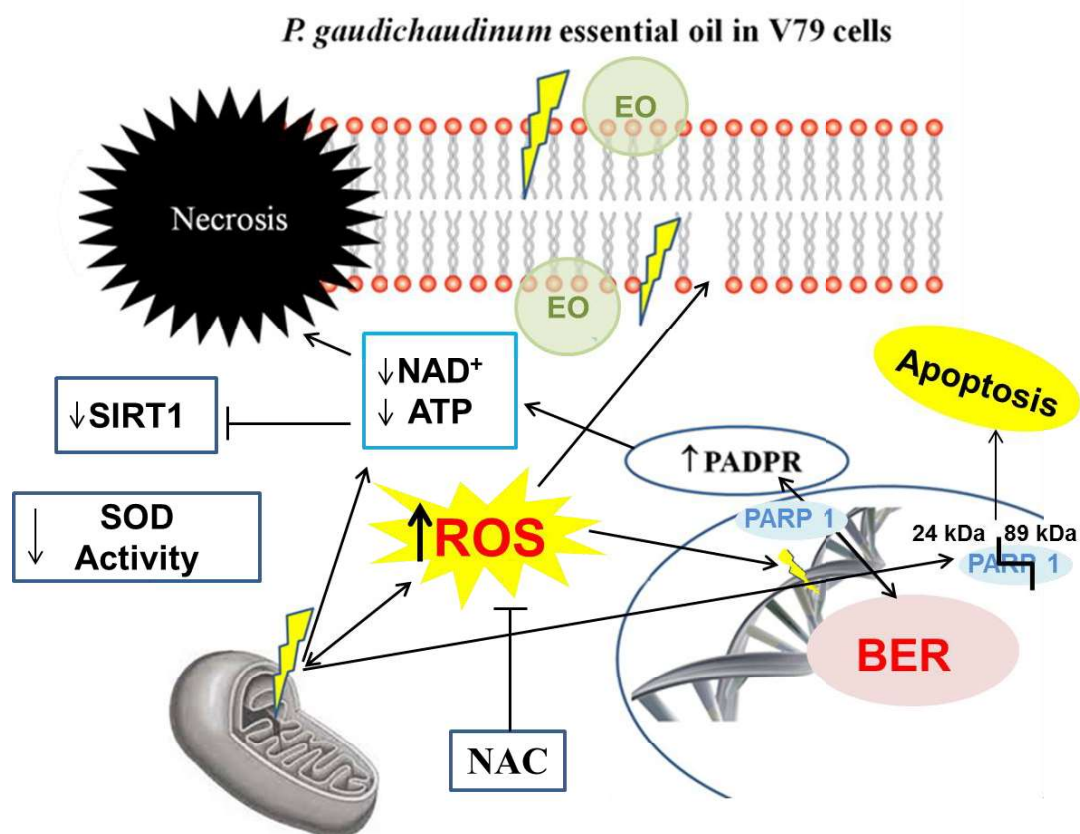 P. gaudichaudinum essential oil in V79 cells
EO
Necrosis
EO
↓NAD⁺
↓ ATP
Apoptosis
↓SIRT1
↑PADPR
↓ SOD
Activity
↑ROS
PARP 1
24 kDa 89 kDa
PARP 1
BER
NAC